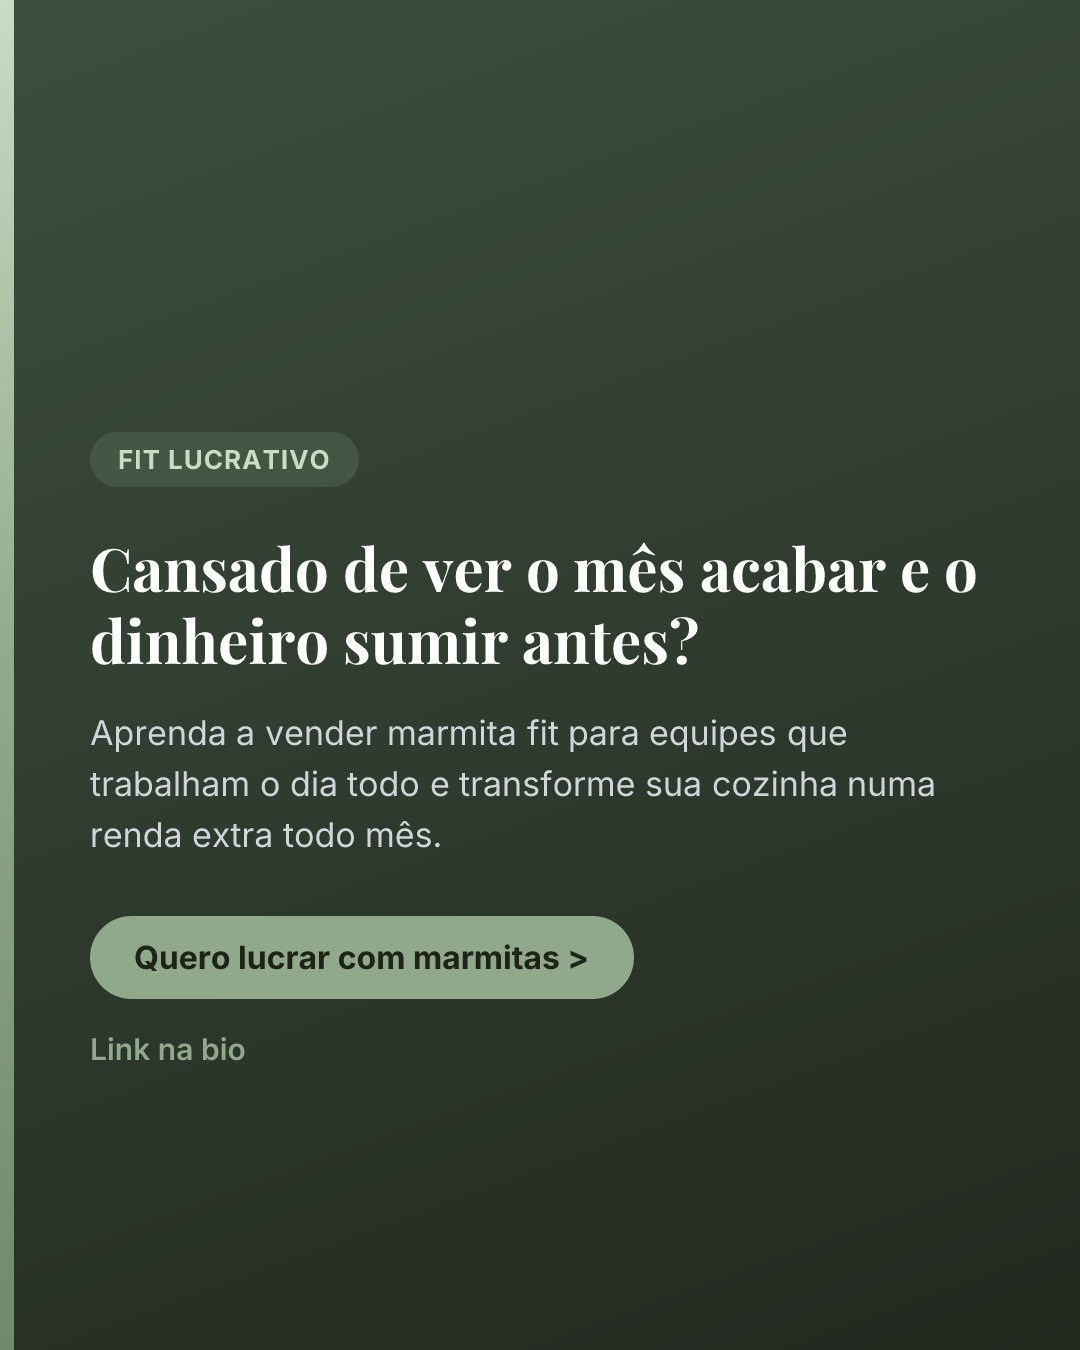 FIT LUCRATIVO
Cansado de ver o mês acabar e o
dinheiro sumir antes?
Aprenda a vender marmita fit para equipes que
trabalham o dia todo e transforme sua cozinha numa
renda extra todo mês.
Quero lucrar com marmitas >
Link na bio